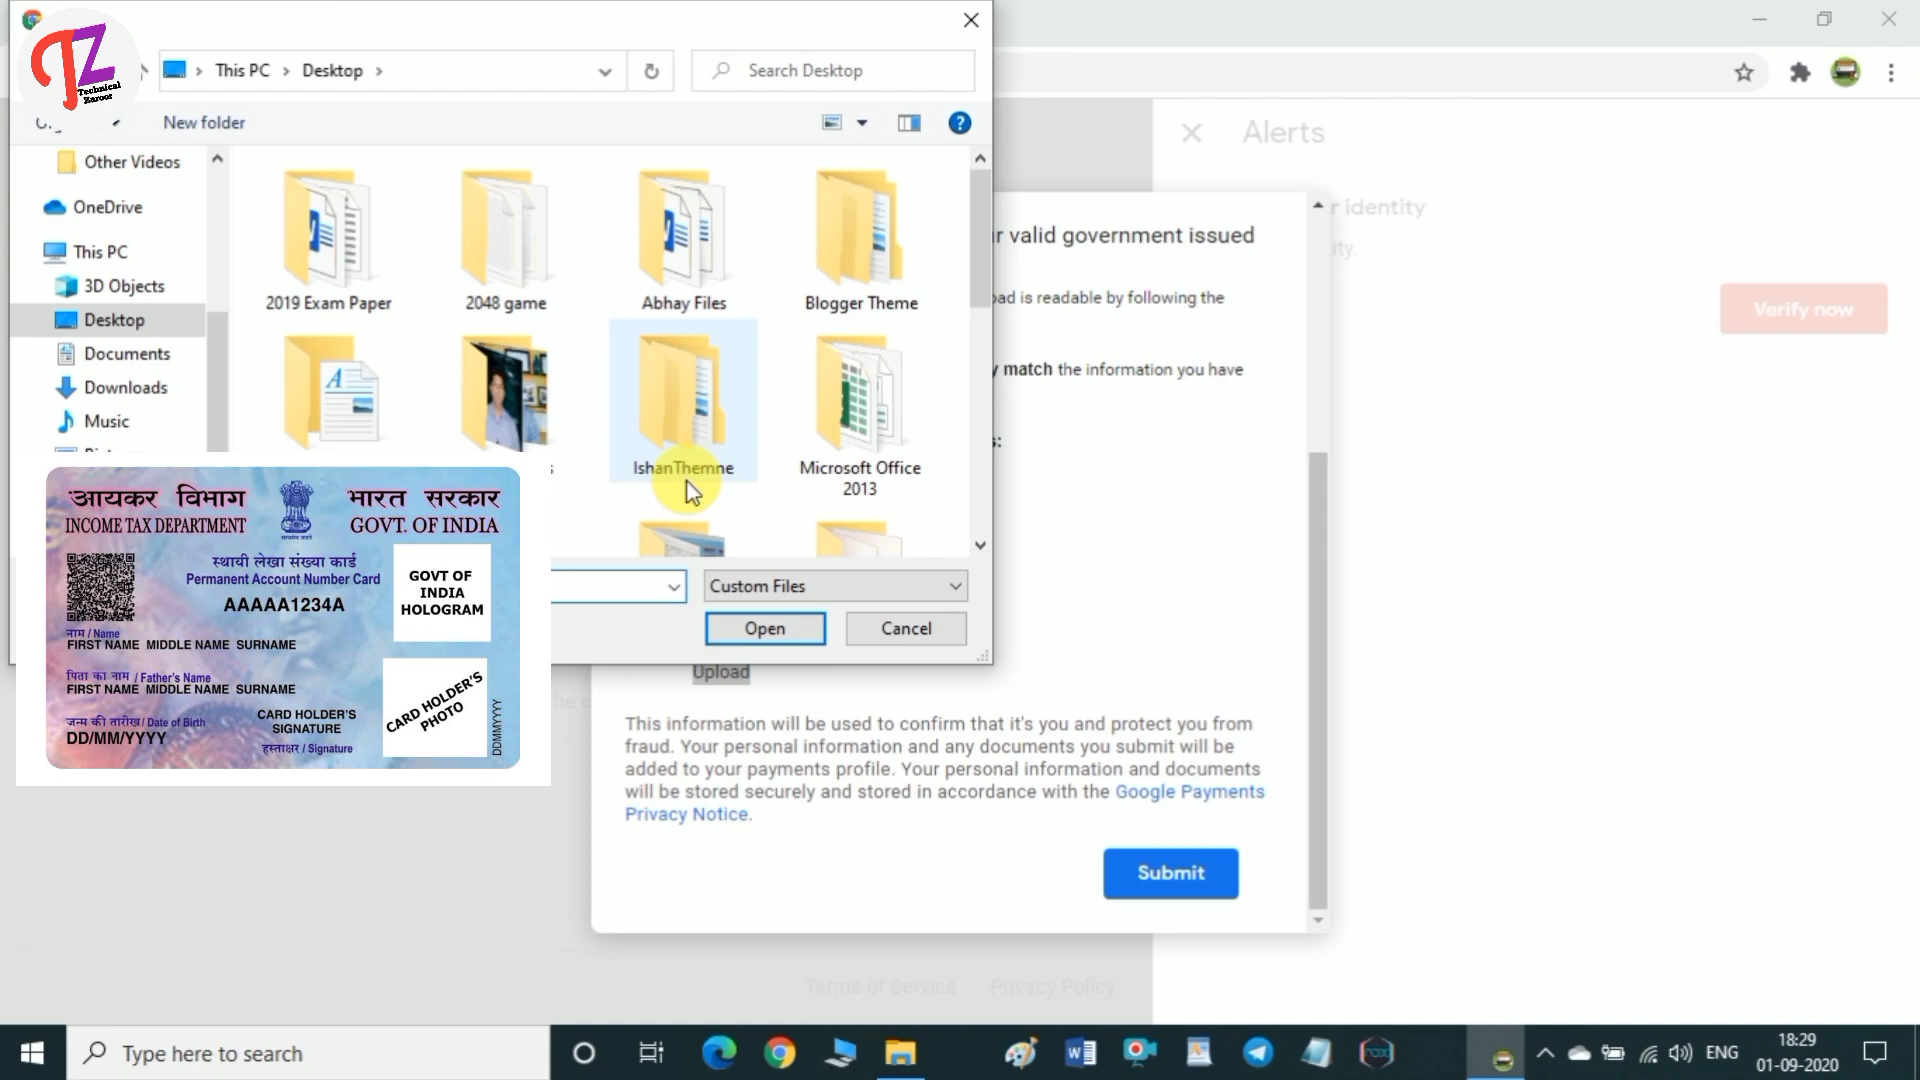 TZ
Technical
Zaroor
This PC
Desktop
Search Desktop
New folder
Other Videos
OneDrive
This PC
3D Objects
Desktop
Documents
Downloads
Music
2019 Exam Paper
2048 game
Abhay Files
Blogger Theme
IshanThemne
Microsoft Office
2013
Custom Files
Open
Cancel
आयकर विभाग
INCOME TAX DEPARTMENT
भारत सरकार
GOVT. OF INDIA
स्थायी लेखा संख्या कार्ड
Permanent Account Number Card
AAAAA1234A
GOVT OF
INDIA
HOLOGRAM
नाम / Name
FIRST NAME MIDDLE NAME SURNAME
पिता का नाम / Father's Name
FIRST NAME MIDDLE NAME SURNAME
जन्म की तारीख / Date of Birth
DD/MM/YYYY
CARD HOLDER'S
SIGNATURE
हस्ताक्षर / Signature
CARD HOLDER'S
PHOTO
DDMMYYYY
Alerts
r identity
ity.
Verify now
r valid government issued
ad is readable by following the
y match the information you have
s:
Upload
This information will be used to confirm that it's you and protect you from
fraud. Your personal information and any documents you submit will be
added to your payments profile. Your personal information and documents
will be stored securely and stored in accordance with the Google Payments
Privacy Notice.
Submit
Terms of Service
Privacy Policy
Type here to search
ENG
18:29
01-09-2020